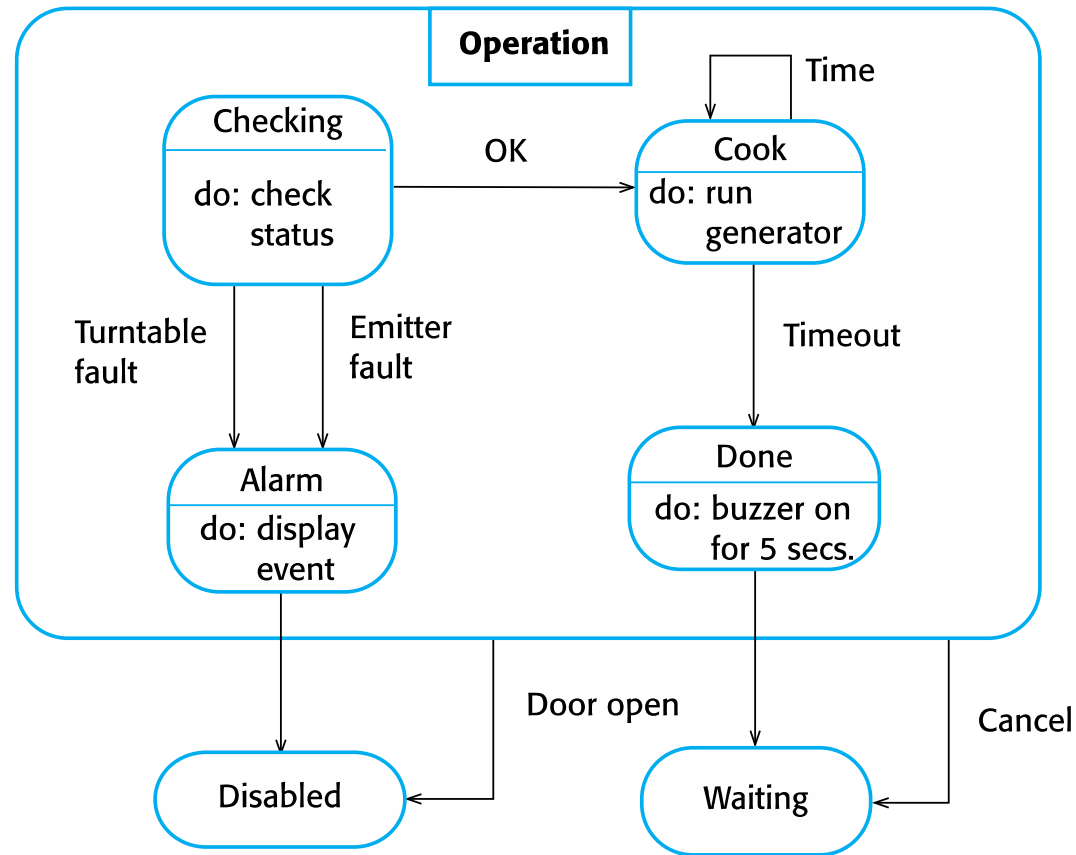 Operation
Time
Checking
do: check
status
OK
Cook
do: run
generator
Turntable
fault
Emitter
fault
Timeout
Alarm
do: display
event
Done
do: buzzer on
for 5 secs.
Door open
Cancel
Disabled
Waiting